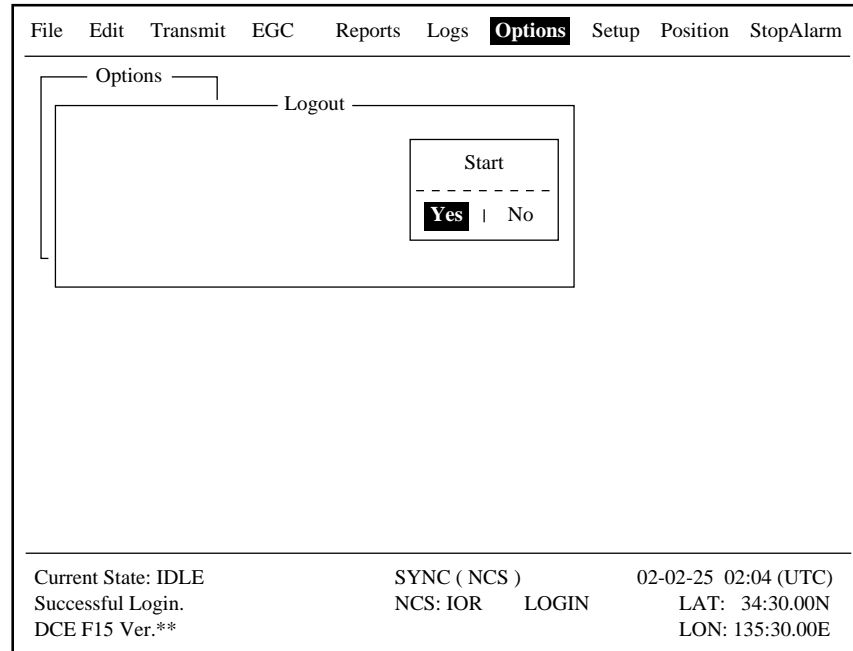 File Edit Transmit EGC Reports Logs Options Setup Position StopAlarm
Options
Logout
Start
Yes | No
Current State: IDLE SYNC ( NCS ) 02-02-25 02:04 (UTC)
Successful Login. NCS: IOR LOGIN LAT: 34:30.00N
DCE F15 Ver.** LON: 135:30.00E